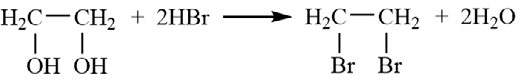 H₂C—CH₂ + 2HBr ⟶ H₂C—CH₂ + 2H₂O
OH OH Br Br